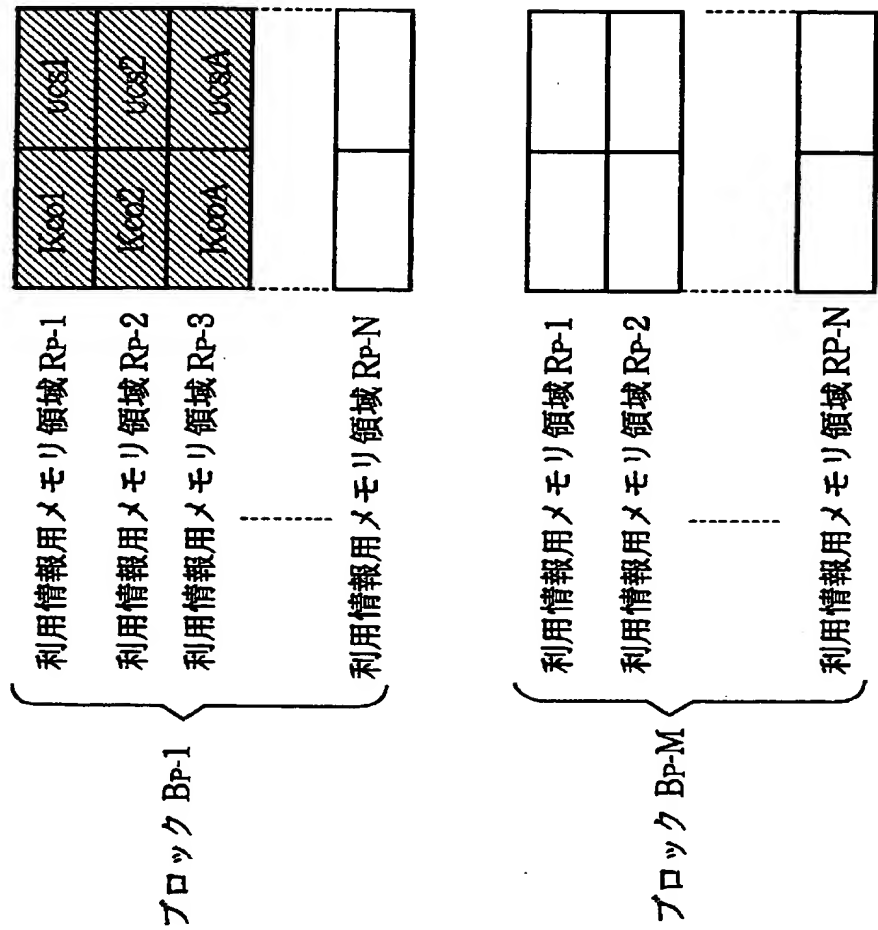 ブロック BP-1
利用情報用メモリ領域 RP-1
Kco1 ucs1
利用情報用メモリ領域 RP-2
Kco2 ucs2
利用情報用メモリ領域 RP-3
KcoA ucsA
利用情報用メモリ領域 RP-N
ブロック BP-M
利用情報用メモリ領域 RP-1
利用情報用メモリ領域 RP-2
利用情報用メモリ領域 RP-N